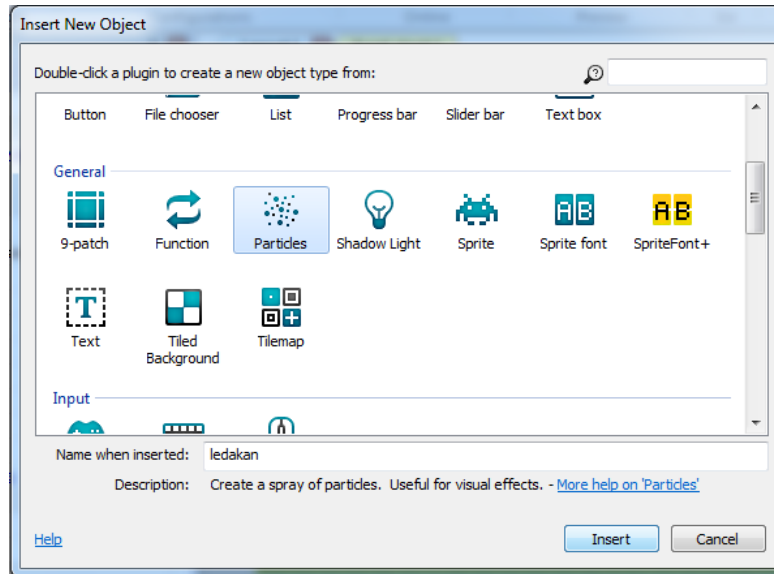 Insert New Object
Double-click a plugin to create a new object type from:
Button File chooser List Progress bar Slider bar Text box
General
9-patch Function Particles Shadow Light Sprite Sprite font SpriteFont+
Text Tiled Background Tilemap
Input
Name when inserted: ledakan
Description: Create a spray of particles. Useful for visual effects. - More help on 'Particles'
Help Insert Cancel